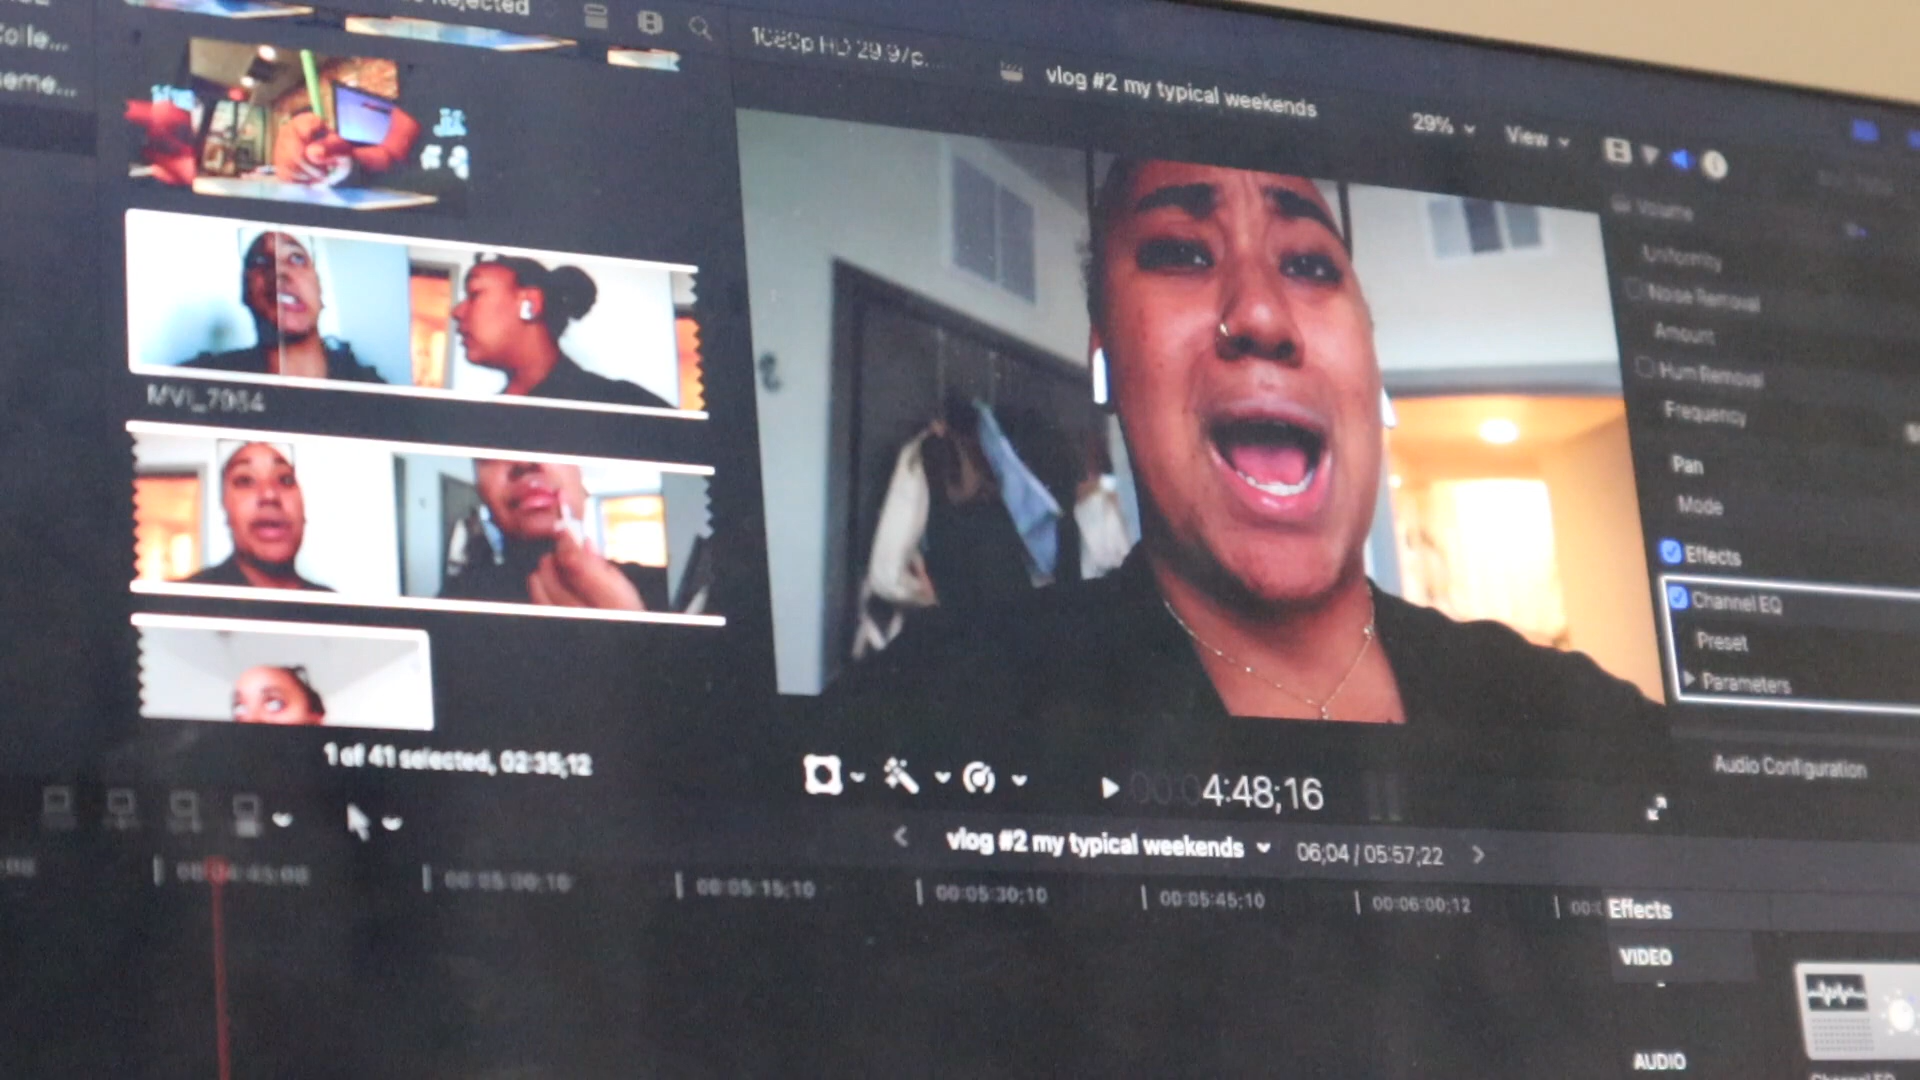 Rejected
1080p HD 29.97p...
vlog #2 my typical weekends
29%
View
Volume
Uniformity
Noise Removal
Amount
Hum Removal
Frequency
Pan
Mode
Effects
Channel EQ
Preset
Parameters
Audio Configuration
MVI_7954
1 of 41 selected, 02:35;12
4:48;16
vlog #2 my typical weekends
06;04 / 05:57;22
00:05:00;10
00:05:15;10
00:05:30;10
00:05:45;10
00:06:00;12
Effects
VIDEO
AUDIO